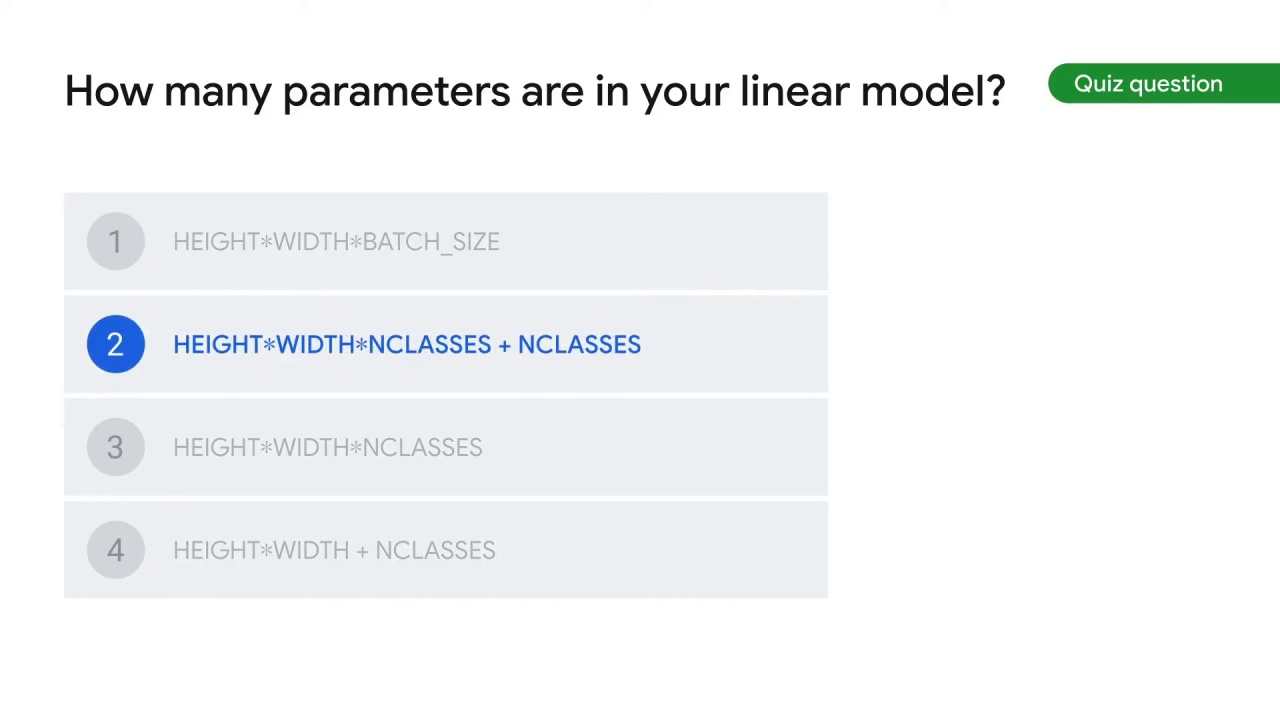 How many parameters are in your linear model?
Quiz question
1 HEIGHT*WIDTH*BATCH_SIZE
2 HEIGHT*WIDTH*NCLASSES + NCLASSES
3 HEIGHT*WIDTH*NCLASSES
4 HEIGHT*WIDTH + NCLASSES